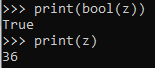 >>> print(bool(z))
True
>>> print(z)
36